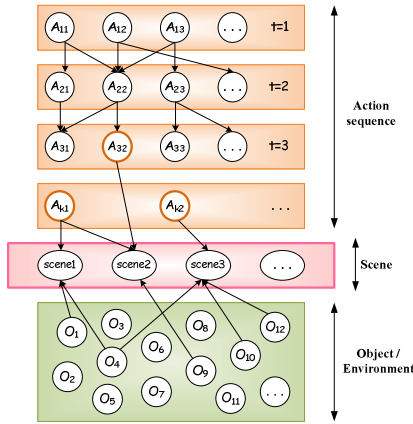 A11 A12 A13 ... t=1
A21 A22 A23 ... t=2
A31 A32 A33 ... t=3
Ak1 Ak2 ...
Action
sequence
scene1 scene2 scene3 ...
Scene
O1 O3 O8 O12
O2 O4 O6 O9 O10
O5 O7 O11 ...
Object /
Environment